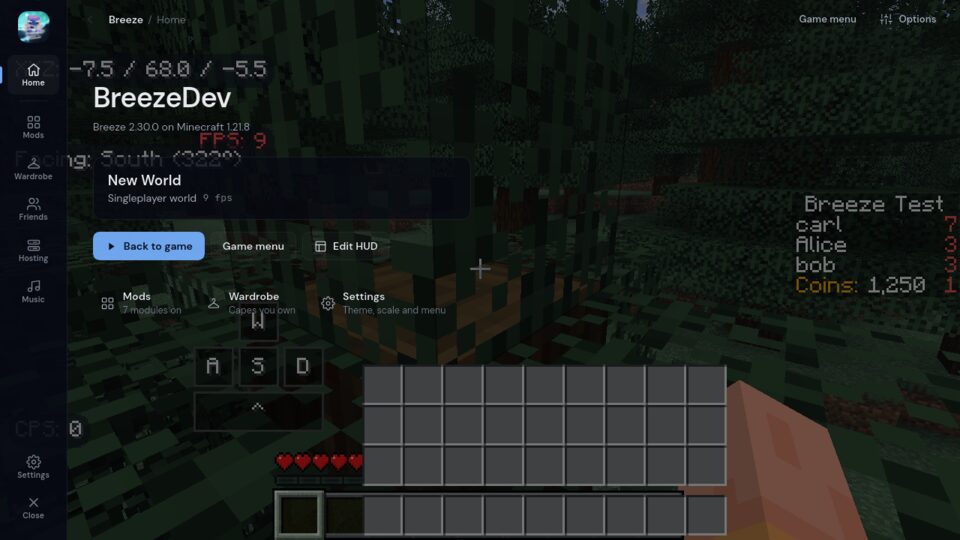 Breeze / Home
Game menu
Options
XYZ: -7.5 / 68.0 / -5.5
Home
BreezeDev
Breeze 2.30.0 on Minecraft 1.21.8
FPS: 9
Mods
Facing: South (322°)
Wardrobe
New World
Singleplayer world 9 fps
Friends
Breeze Test
carl 7
Alice 3
bob 3
Coins: 1,250 1
Hosting
Back to game
Game menu
Edit HUD
Music
Mods
7 modules on
Wardrobe
Capes you own
Settings
Theme, scale and menu
W
A S D
^
CPS: 0
Settings
Close